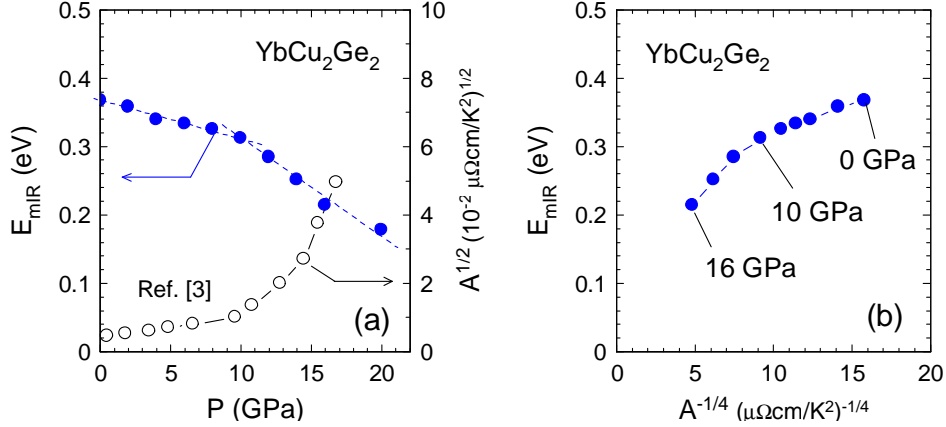 YbCu₂Ge₂
E_mIR (eV)
0.5
0.4
0.3
0.2
0.1
0
0 5 10 15 20
P (GPa)
10
8
6
4
2
0
A^1/2 (10^-2 μΩcm/K²)^1/2
Ref. [3]
(a)
YbCu₂Ge₂
E_mIR (eV)
0.5
0.4
0.3
0.2
0.1
0
0 5 10 15 20
A^-1/4 (μΩcm/K²)^-1/4
0 GPa
10 GPa
16 GPa
(b)